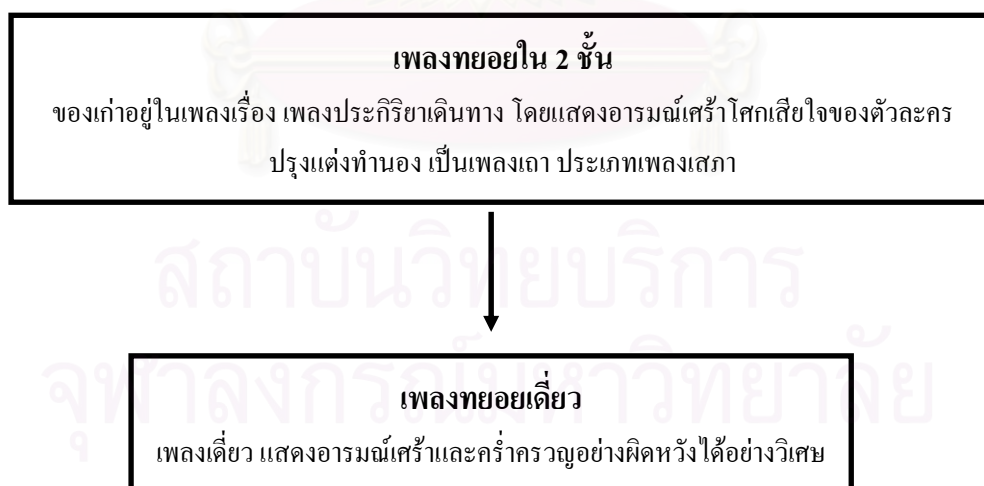 เพลงทยอยใน 2 ชั้น
ของเก่าอยู่ในเพลงเรื่อง เพลงประกิริยาเดินทาง โดยแสดงอารมณ์เศร้าโศกเสียใจของตัวละคร
ปรุงแต่งทำนอง เป็นเพลงเถา ประเภทเพลงเสภา
สถาบันวิทยบริการ
จุฬาลงกรณ์มหาวิทยาลัย
เพลงทยอยเดี่ยว
เพลงเดี่ยว แสดงอารมณ์เศร้าและคร่ำครวญอย่างผิดหวังได้อย่างวิเศษ